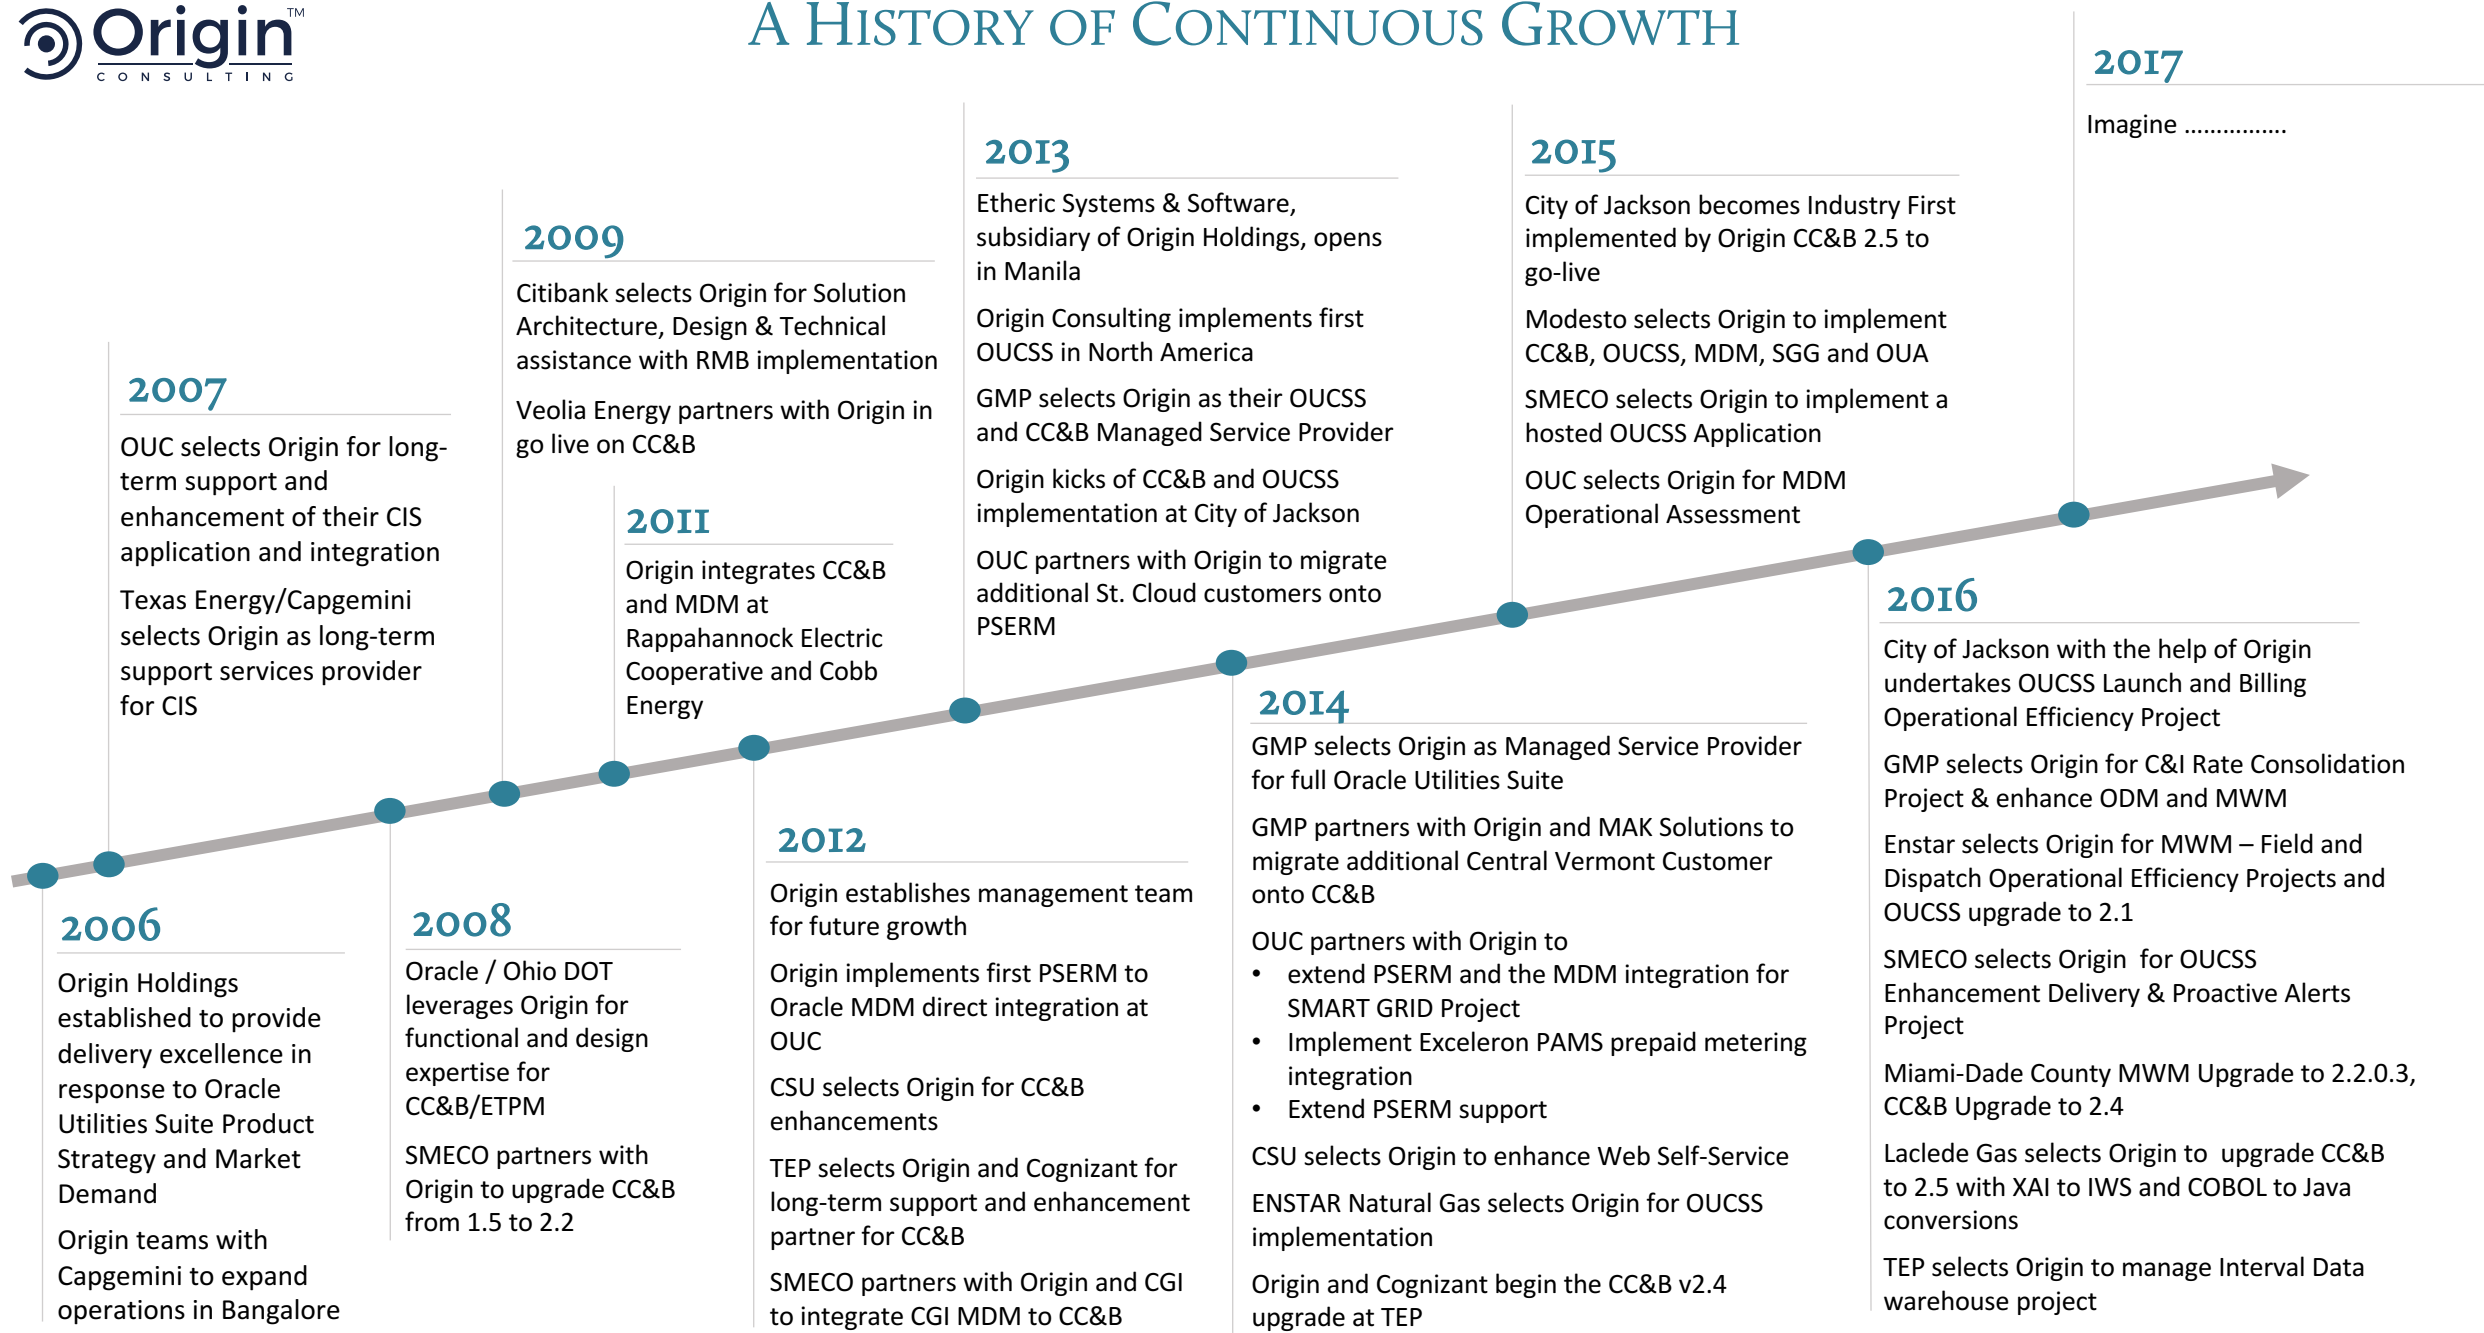 Origin™
CONSULTING
A HISTORY OF CONTINUOUS GROWTH
2006
Origin Holdings
established to provide
delivery excellence in
response to Oracle
Utilities Suite Product
Strategy and Market
Demand
Origin teams with
Capgemini to expand
operations in Bangalore
2007
OUC selects Origin for long-
term support and
enhancement of their CIS
application and integration
Texas Energy/Capgemini
selects Origin as long-term
support services provider
for CIS
2008
Oracle / Ohio DOT
leverages Origin for
functional and design
expertise for
CC&B/ETPM
SMECO partners with
Origin to upgrade CC&B
from 1.5 to 2.2
2009
Citibank selects Origin for Solution
Architecture, Design & Technical
assistance with RMB implementation
Veolia Energy partners with Origin in
go live on CC&B
2011
Origin integrates CC&B
and MDM at
Rappahannock Electric
Cooperative and Cobb
Energy
2012
Origin establishes management team
for future growth
Origin implements first PSERM to
Oracle MDM direct integration at
OUC
CSU selects Origin for CC&B
enhancements
TEP selects Origin and Cognizant for
long-term support and enhancement
partner for CC&B
SMECO partners with Origin and CGI
to integrate CGI MDM to CC&B
2013
Etheric Systems & Software,
subsidiary of Origin Holdings, opens
in Manila
Origin Consulting implements first
OUCSS in North America
GMP selects Origin as their OUCSS
and CC&B Managed Service Provider
Origin kicks of CC&B and OUCSS
implementation at City of Jackson
OUC partners with Origin to migrate
additional St. Cloud customers onto
PSERM
2014
GMP selects Origin as Managed Service Provider
for full Oracle Utilities Suite
GMP partners with Origin and MAK Solutions to
migrate additional Central Vermont Customer
onto CC&B
OUC partners with Origin to
• extend PSERM and the MDM integration for
SMART GRID Project
• Implement Exceleron PAMS prepaid metering
integration
• Extend PSERM support
CSU selects Origin to enhance Web Self-Service
ENSTAR Natural Gas selects Origin for OUCSS
implementation
Origin and Cognizant begin the CC&B v2.4
upgrade at TEP
2015
City of Jackson becomes Industry First
implemented by Origin CC&B 2.5 to
go-live
Modesto selects Origin to implement
CC&B, OUCSS, MDM, SGG and OUA
SMECO selects Origin to implement a
hosted OUCSS Application
OUC selects Origin for MDM
Operational Assessment
2016
City of Jackson with the help of Origin
undertakes OUCSS Launch and Billing
Operational Efficiency Project
GMP selects Origin for C&I Rate Consolidation
Project & enhance ODM and MWM
Enstar selects Origin for MWM – Field and
Dispatch Operational Efficiency Projects and
OUCSS upgrade to 2.1
SMECO selects Origin  for OUCSS
Enhancement Delivery & Proactive Alerts
Project
Miami-Dade County MWM Upgrade to 2.2.0.3,
CC&B Upgrade to 2.4
Laclede Gas selects Origin to  upgrade CC&B
to 2.5 with XAI to IWS and COBOL to Java
conversions
TEP selects Origin to manage Interval Data
warehouse project
2017
Imagine …………….